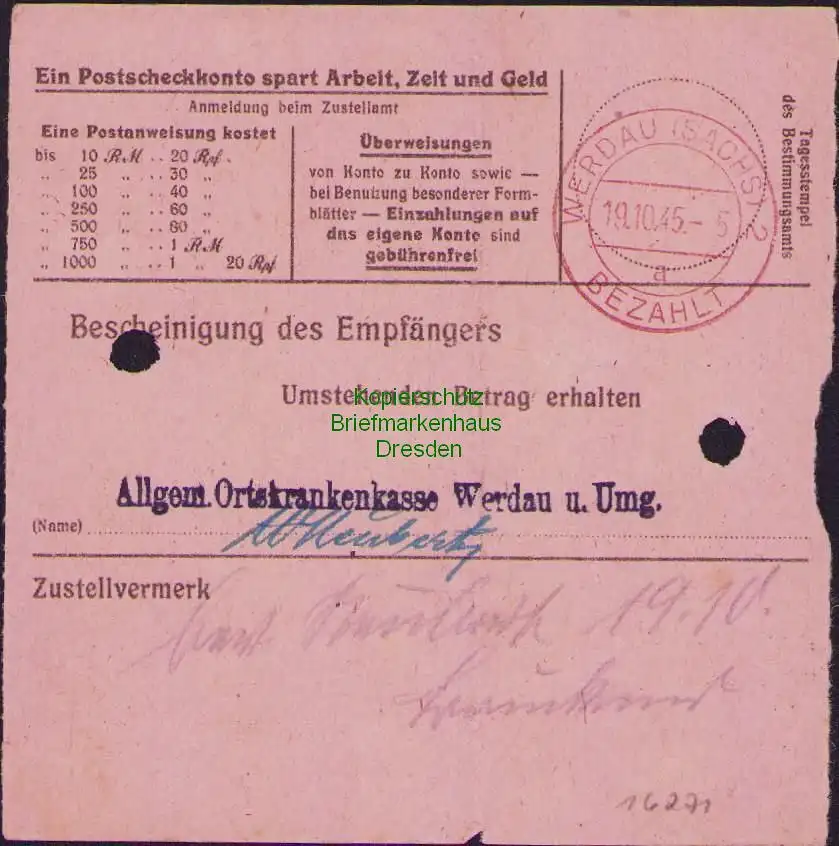 Ein Postscheckkonto spart Arbeit, Zeit und Geld
Anmeldung beim Zustellamt
Eine Postanweisung kostet
bis 10 RM .. 20 Rpf.
„ 25 „ .. 30 „
„ 100 „ .. 40 „
„ 250 „ .. 60 „
„ 500 „ .. 80 „
„ 750 „ .. 1 RM
„ 1000 „ .. 1 „ 20 Rpf
Überweisungen
von Konto zu Konto sowie —
bei Benutzung besonderer Form-
blätter — Einzahlungen auf
das eigene Konto sind
gebührenfrei
WERDAU (SACHS) 2
19.10.45.- 5
a
BEZAHLT
Tagesstempel
des Bestimmungsamts
Bescheinigung des Empfängers
Umstehenden Betrag erhalten
Kopierschutz
Briefmarkenhaus
Dresden
Allgem. Ortskrankenkasse Werdau u. Umg.
(Name)
Zustellvermerk
19.10.
16271